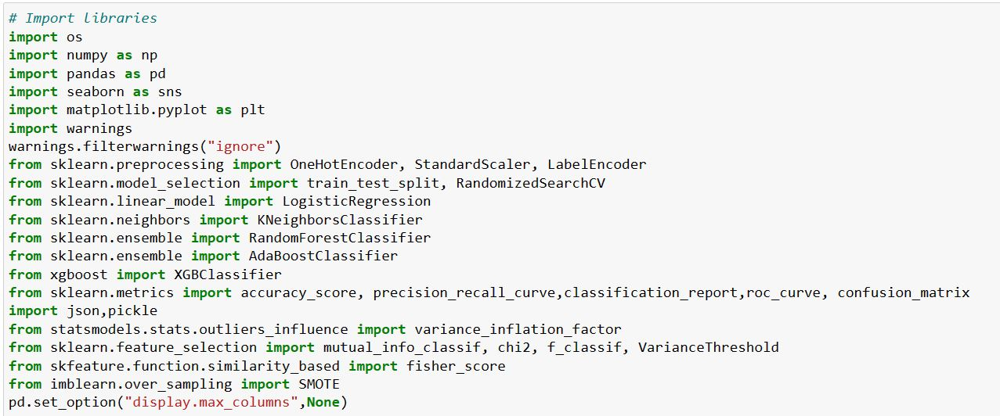 # Import libraries
import os
import numpy as np
import pandas as pd
import seaborn as sns
import matplotlib.pyplot as plt
import warnings
warnings.filterwarnings("ignore")
from sklearn.preprocessing import OneHotEncoder, StandardScaler, LabelEncoder
from sklearn.model_selection import train_test_split, RandomizedSearchCV
from sklearn.linear_model import LogisticRegression
from sklearn.neighbors import KNeighborsClassifier
from sklearn.ensemble import RandomForestClassifier
from sklearn.ensemble import AdaBoostClassifier
from xgboost import XGBClassifier
from sklearn.metrics import accuracy_score, precision_recall_curve,classification_report,roc_curve, confusion_matrix
import json,pickle
from statsmodels.stats.outliers_influence import variance_inflation_factor
from sklearn.feature_selection import mutual_info_classif, chi2, f_classif, VarianceThreshold
from skfeature.function.similarity_based import fisher_score
from imblearn.over_sampling import SMOTE
pd.set_option("display.max_columns",None)